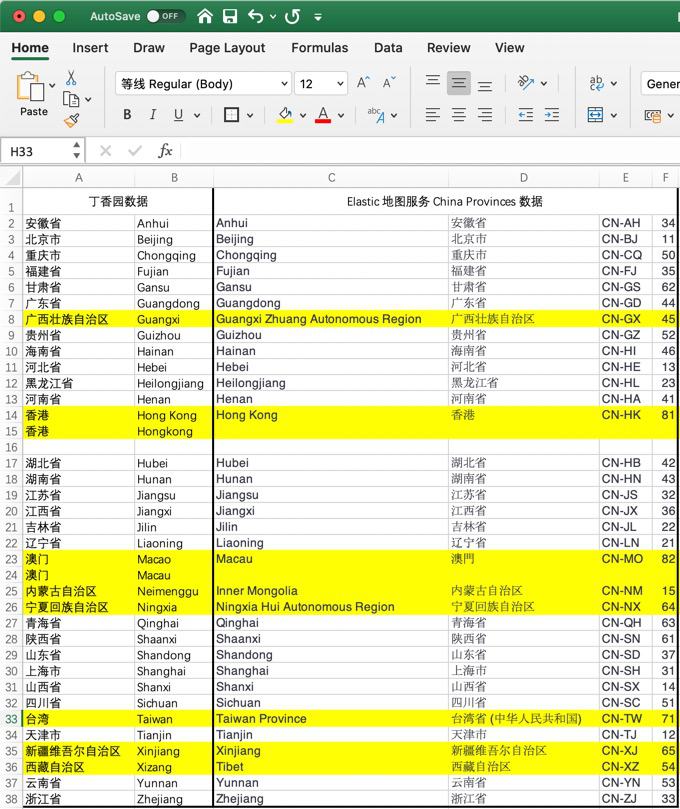 AutoSave OFF
Home Insert Draw Page Layout Formulas Data Review View
等线 Regular (Body) 12 A^ A˅ ab
Paste B I U A abc A Gener
H33 fx
A B C D E F
1 丁香园数据 Elastic 地图服务 China Provinces 数据
2 安徽省 Anhui Anhui 安徽省 CN-AH 34
3 北京市 Beijing Beijing 北京市 CN-BJ 11
4 重庆市 Chongqing Chongqing 重庆市 CN-CQ 50
5 福建省 Fujian Fujian 福建省 CN-FJ 35
6 甘肃省 Gansu Gansu 甘肃省 CN-GS 62
7 广东省 Guangdong Guangdong 广东省 CN-GD 44
8 广西壮族自治区 Guangxi Guangxi Zhuang Autonomous Region 广西壮族自治区 CN-GX 45
9 贵州省 Guizhou Guizhou 贵州省 CN-GZ 52
10 海南省 Hainan Hainan 海南省 CN-HI 46
11 河北省 Hebei Hebei 河北省 CN-HE 13
12 黑龙江省 Heilongjiang Heilongjiang 黑龙江省 CN-HL 23
13 河南省 Henan Henan 河南省 CN-HA 41
14 香港 Hong Kong Hong Kong 香港 CN-HK 81
15 香港 Hongkong
16
17 湖北省 Hubei Hubei 湖北省 CN-HB 42
18 湖南省 Hunan Hunan 湖南省 CN-HN 43
19 江苏省 Jiangsu Jiangsu 江苏省 CN-JS 32
20 江西省 Jiangxi Jiangxi 江西省 CN-JX 36
21 吉林省 Jilin Jilin 吉林省 CN-JL 22
22 辽宁省 Liaoning Liaoning 辽宁省 CN-LN 21
23 澳门 Macao Macau 澳門 CN-MO 82
24 澳门 Macau
25 内蒙古自治区 Neimenggu Inner Mongolia 内蒙古自治区 CN-NM 15
26 宁夏回族自治区 Ningxia Ningxia Hui Autonomous Region 宁夏回族自治区 CN-NX 64
27 青海省 Qinghai Qinghai 青海省 CN-QH 63
28 陕西省 Shaanxi Shaanxi 陕西省 CN-SN 61
29 山东省 Shandong Shandong 山东省 CN-SD 37
30 上海市 Shanghai Shanghai 上海市 CN-SH 31
31 山西省 Shanxi Shanxi 山西省 CN-SX 14
32 四川省 Sichuan Sichuan 四川省 CN-SC 51
33 台湾 Taiwan Taiwan Province 台湾省 (中华人民共和国) CN-TW 71
34 天津市 Tianjin Tianjin 天津市 CN-TJ 12
35 新疆维吾尔自治区 Xinjiang Xinjiang 新疆维吾尔自治区 CN-XJ 65
36 西藏自治区 Xizang Tibet 西藏自治区 CN-XZ 54
37 云南省 Yunnan Yunnan 云南省 CN-YN 53
38 浙江省 Zhejiang Zhejiang 浙江省 CN-ZJ 33